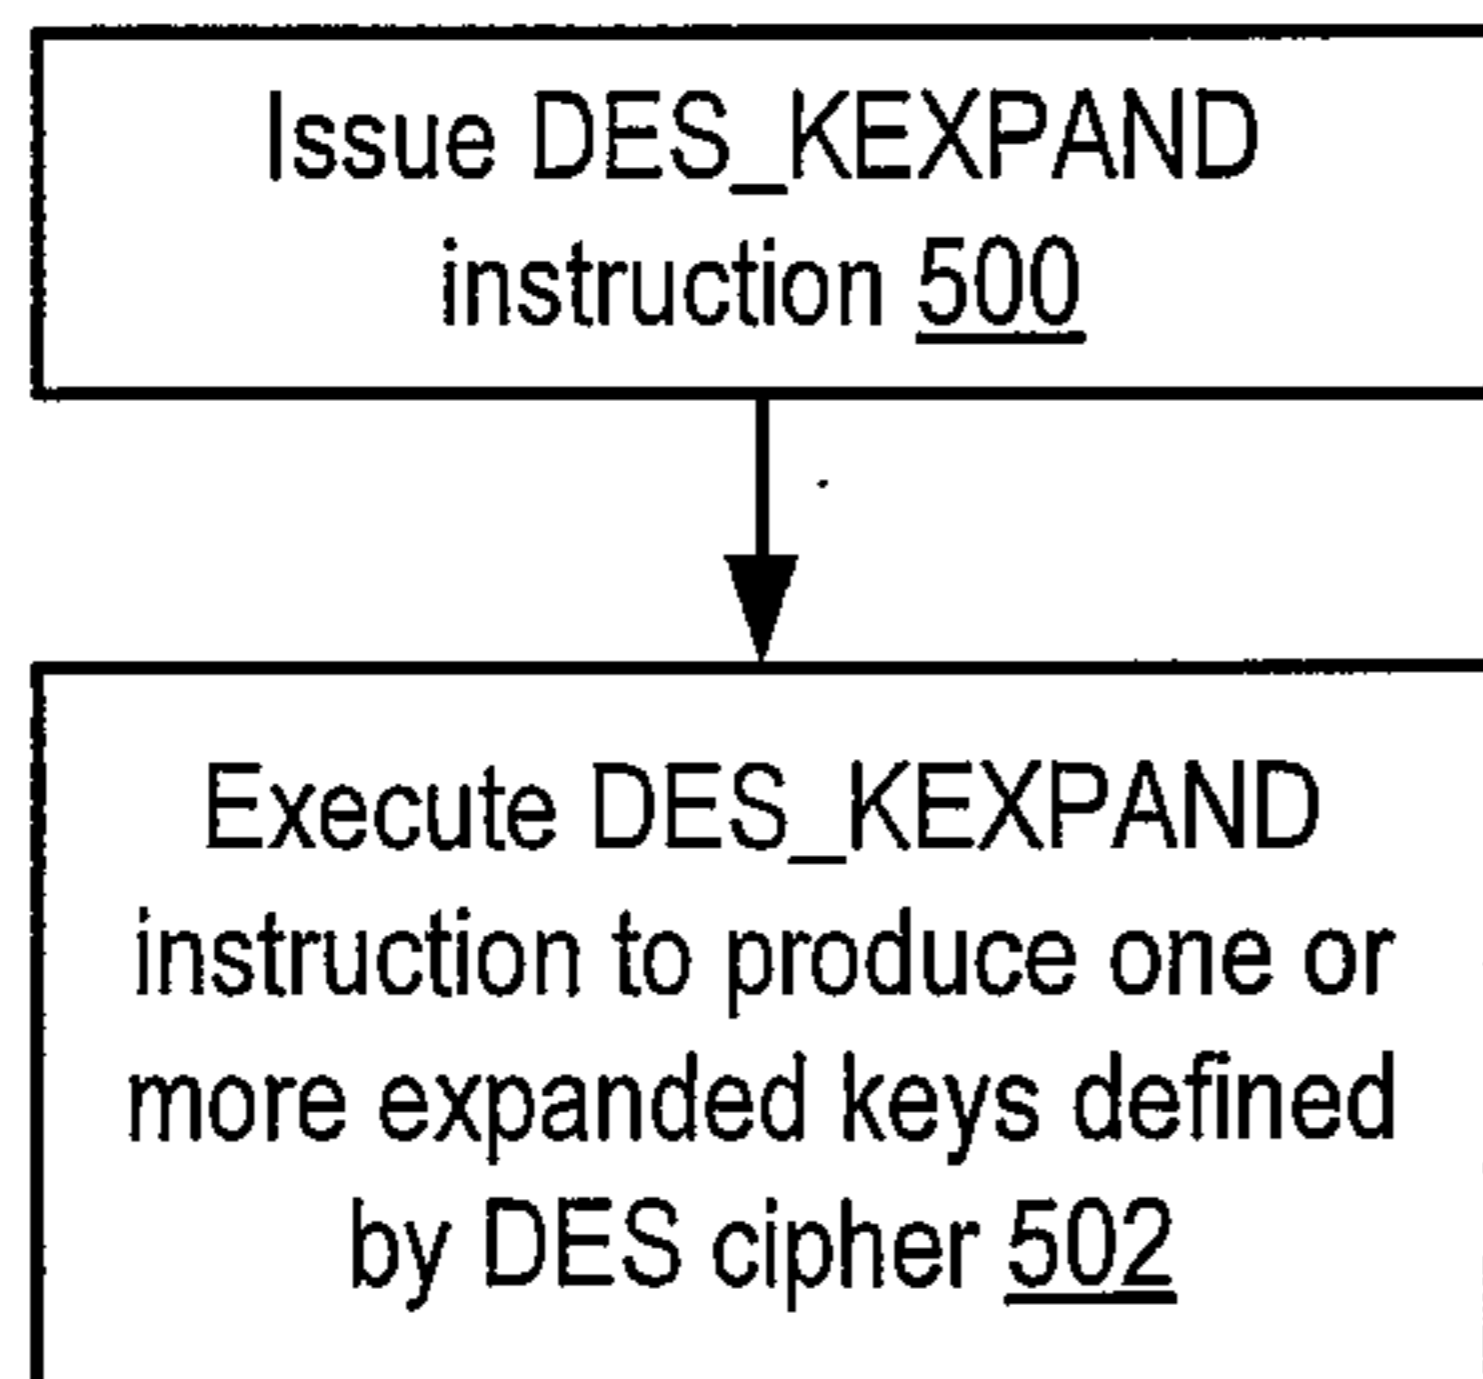 Issue DES_KEXPAND
instruction 500
Execute DES_KEXPAND
instruction to produce one or
more expanded keys defined
by DES cipher 502